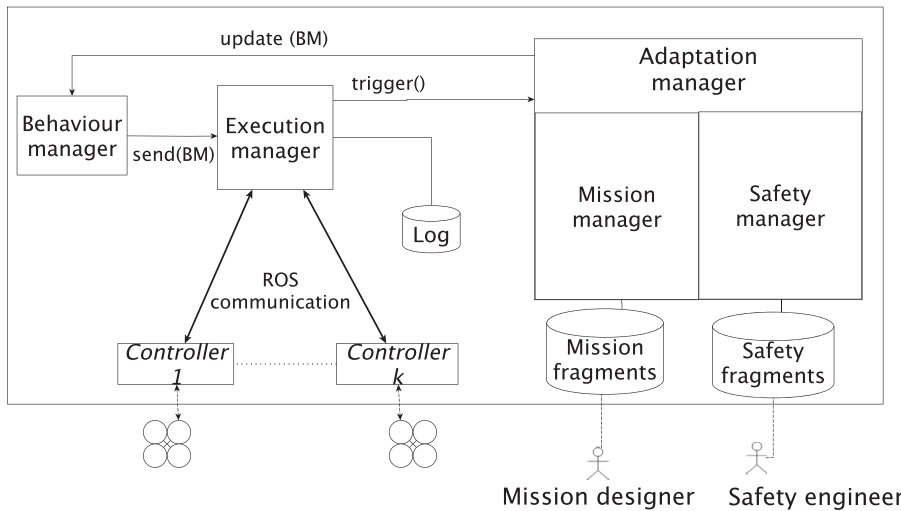 update (BM)
Adaptation
manager
trigger()
Behaviour
manager
send(BM)
Execution
manager
Mission
manager
Safety
manager
Log
ROS
communication
Controller
1
Controller
k
Mission
fragments
Safety
fragments
Mission designer
Safety engineer